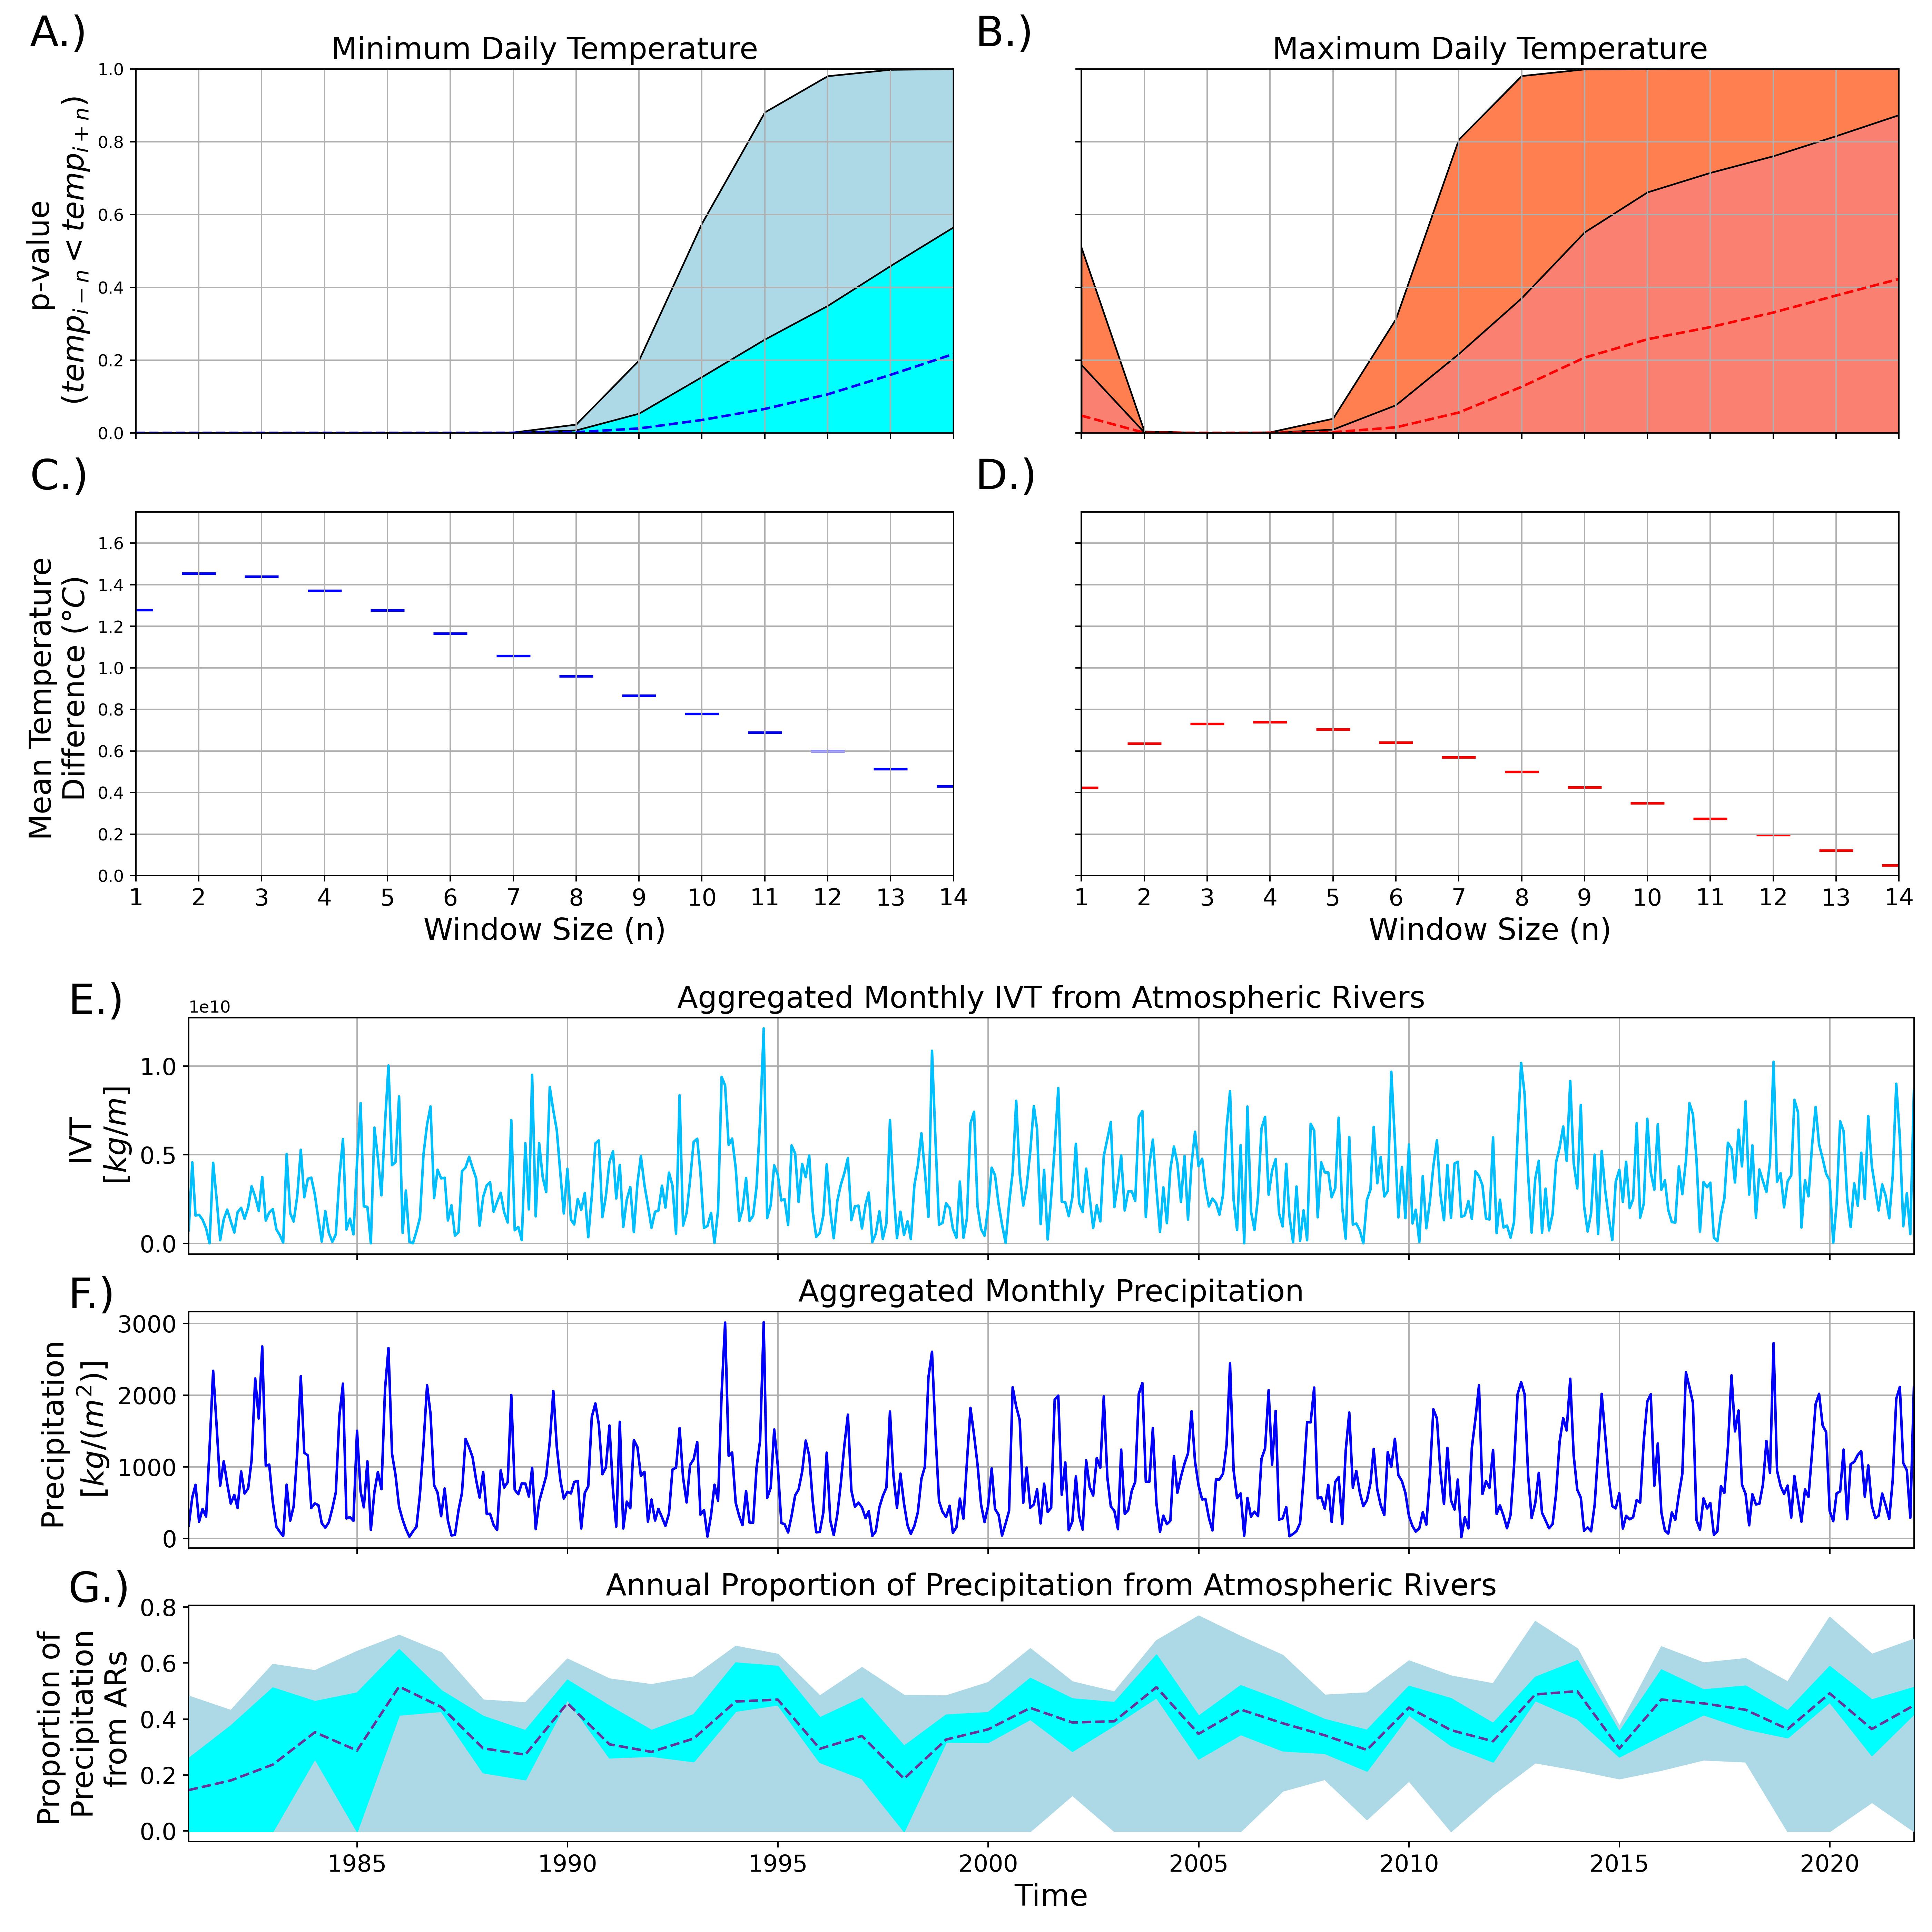 A.)
Minimum Daily Temperature
B.)
Maximum Daily Temperature
1.0
0.8
0.6
0.4
0.2
0.0
p-value
(temp_{i−n} < temp_{i+n})
C.)
D.)
1.6
1.4
1.2
1.0
0.8
0.6
0.4
0.2
0.0
Mean Temperature
Difference (°C)
1 2 3 4 5 6 7 8 9 10 11 12 13 14
Window Size (n)
1 2 3 4 5 6 7 8 9 10 11 12 13 14
Window Size (n)
E.)
1e10
Aggregated Monthly IVT from Atmospheric Rivers
1.0
0.5
0.0
IVT
[kg/m]
F.)
Aggregated Monthly Precipitation
3000
2000
1000
0
Precipitation
[kg/(m²)]
G.)
Annual Proportion of Precipitation from Atmospheric Rivers
0.8
0.6
0.4
0.2
0.0
Proportion of
Precipitation
from ARs
1985 1990 1995 2000 2005 2010 2015 2020
Time